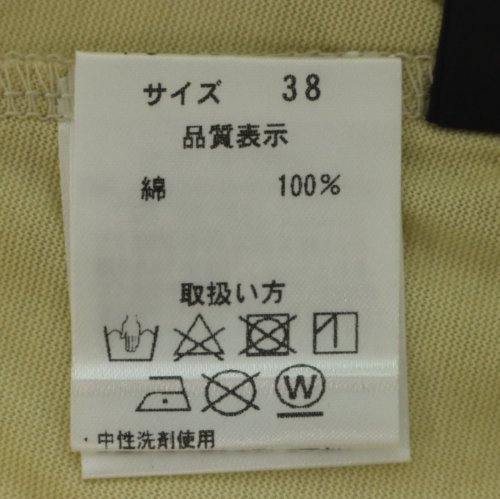 サイズ 38
品質表示
綿 100%
取扱い方
W
・中性洗剤使用